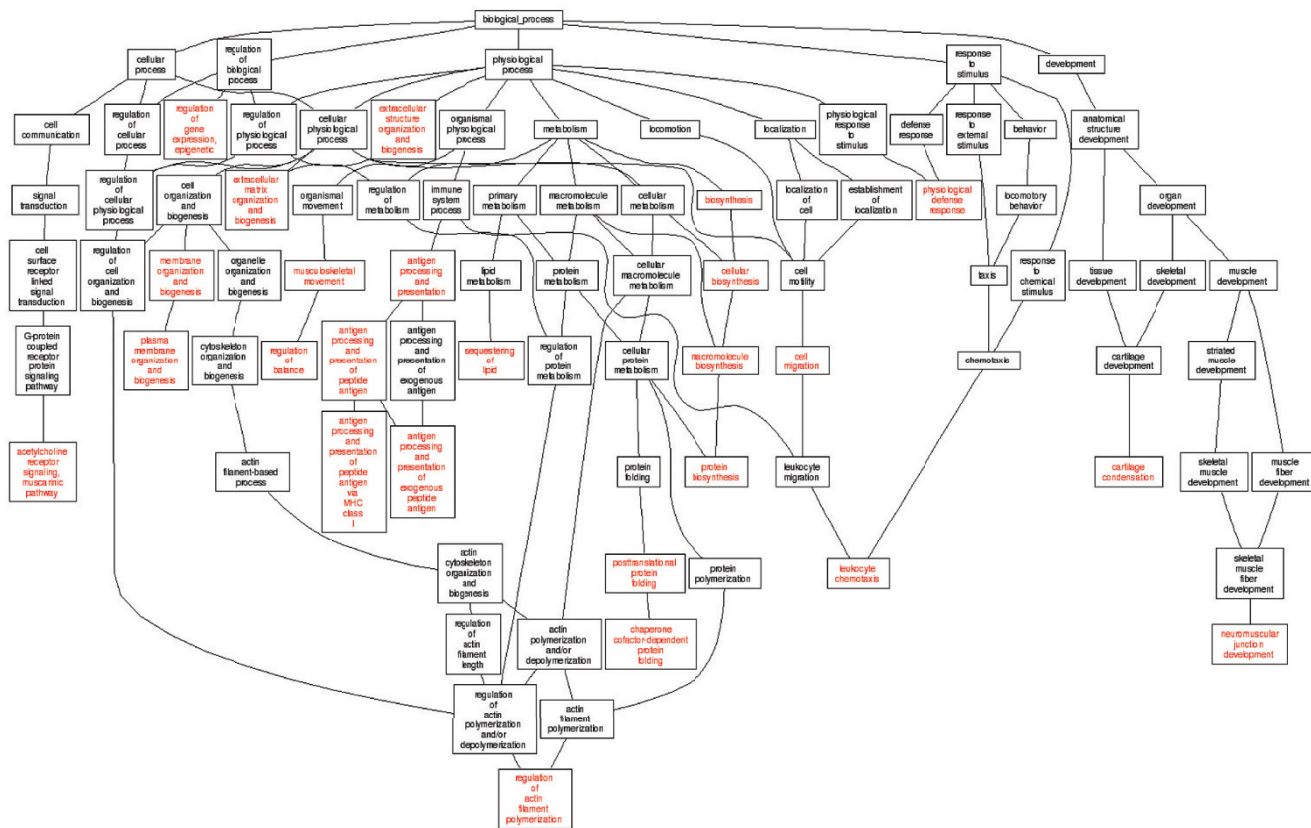 biological_process
cellular
process
regulation
of
biological
process
physiological
process
response
to
stimulus
development
cell
communication
regulation
of
cellular
process
regulation
of
gene
expression,
epigenetic
regulation
of
physiological
process
cellular
physiological
process
extracellular
structure
organization
and
biogenesis
organismal
physiological
process
metabolism
locomotion
localization
physiological
response
to
stimulus
defense
response
response
to
external
stimulus
behavior
anatomical
structure
development
signal
transduction
regulation
of
cellular
physiological
process
cell
organization
and
biogenesis
extracellular
matrix
organization
and
biogenesis
organismal
movement
regulation
of
metabolism
immune
system
process
primary
metabolism
macromolecule
metabolism
cellular
metabolism
biosynthesis
localization
of
cell
establishment
of
localization
physiological
defense
response
locomotory
behavior
organ
development
cell
surface
receptor
linked
signal
transduction
regulation
of
cell
organization
and
biogenesis
membrane
organization
and
biogenesis
organelle
organization
and
biogenesis
musculoskeletal
movement
antigen
processing
and
presentation
lipid
metabolism
protein
metabolism
cellular
macromolecule
metabolism
cellular
biosynthesis
cell
motility
taxis
response
to
chemical
stimulus
tissue
development
skeletal
development
muscle
development
G-protein
coupled
receptor
protein
signaling
pathway
plasma
membrane
organization
and
biogenesis
cytoskeleton
organization
and
biogenesis
regulation
of
balance
antigen
processing
and
presentation
of
peptide
antigen
antigen
processing
and
presentation
of
exogenous
antigen
sequestering
of
lipid
regulation
of
protein
metabolism
cellular
protein
metabolism
macromolecule
biosynthesis
cell
migration
chemotaxis
cartilage
development
striated
muscle
development
acetylcholine
receptor
signaling,
muscarinic
pathway
actin
filament-based
process
antigen
processing
and
presentation
of
peptide
antigen
via
MHC
class
I
antigen
processing
and
presentation
of
exogenous
peptide
antigen
protein
folding
protein
biosynthesis
leukocyte
migration
cartilage
condensation
skeletal
muscle
development
muscle
fiber
development
actin
cytoskeleton
organization
and
biogenesis
posttranslational
protein
folding
protein
polymerization
leukocyte
chemotaxis
skeletal
muscle
fiber
development
regulation
of
actin
filament
length
actin
polymerization
and/or
depolymerization
chaperone
cofactor-dependent
protein
folding
neuromuscular
junction
development
regulation
of
actin
polymerization
and/or
depolymerization
actin
filament
polymerization
regulation
of
actin
filament
polymerization